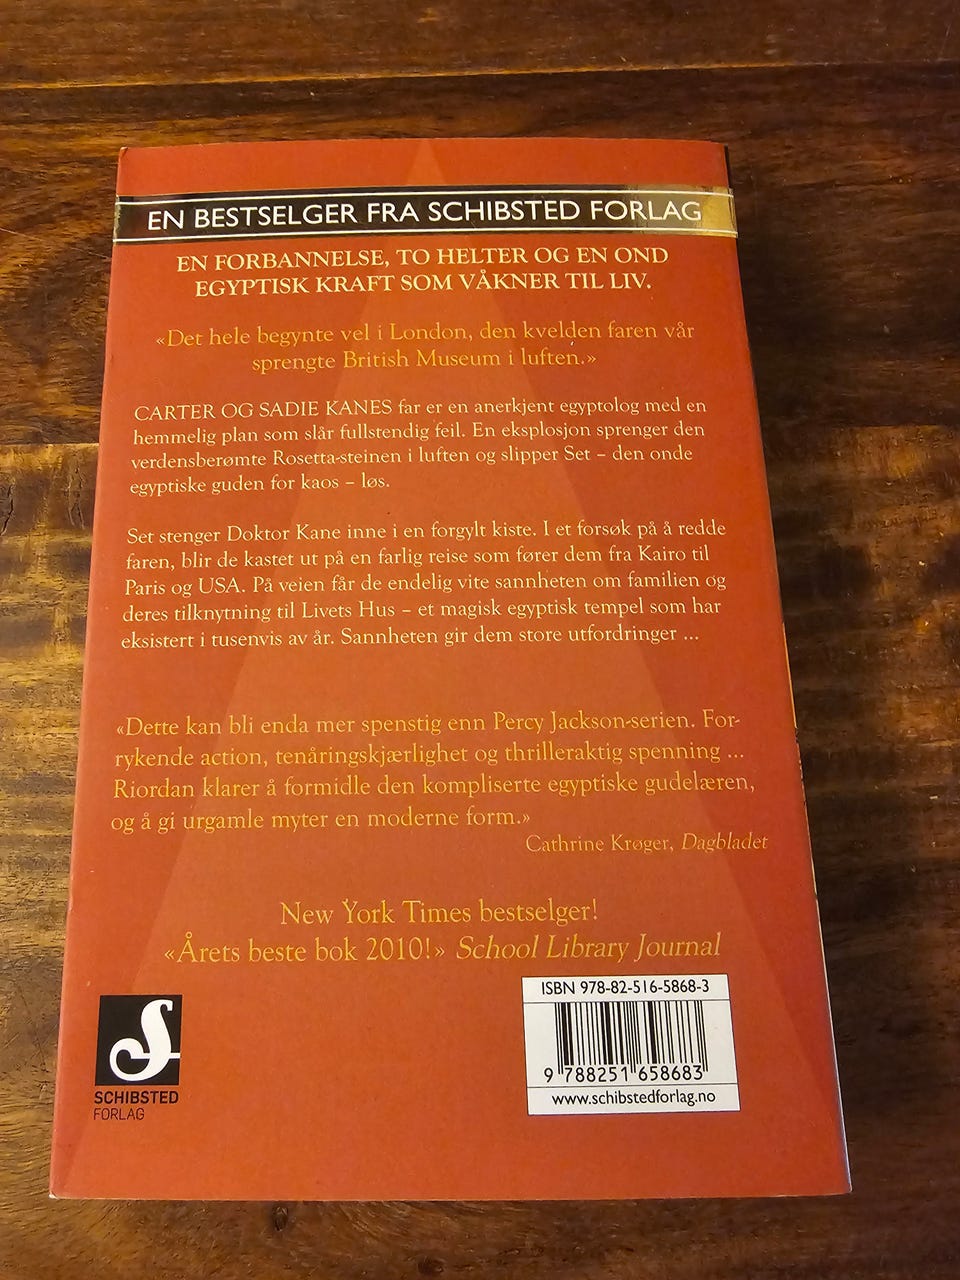 EN BESTSELGER FRA SCHIBSTED FORLAG
EN FORBANNELSE, TO HELTER OG EN OND
EGYPTISK KRAFT SOM VÅKNER TIL LIV.
«Det hele begynte vel i London, den kvelden faren vår
sprengte British Museum i luften.»
CARTER OG SADIE KANES far er en anerkjent egyptolog med en
hemmelig plan som slår fullstendig feil. En eksplosjon sprenger den
verdensberømte Rosetta-steinen i luften og slipper Set – den onde
egyptiske guden for kaos – løs.
Set stenger Doktor Kane inne i en forgylt kiste. I et forsøk på å redde
faren, blir de kastet ut på en farlig reise som fører dem fra Kairo til
Paris og USA. På veien får de endelig vite sannheten om familien og
deres tilknytning til Livets Hus – et magisk egyptisk tempel som har
eksistert i tusenvis av år. Sannheten gir dem store utfordringer ...
«Dette kan bli enda mer spenstig enn Percy Jackson-serien. For-
rykende action, tenåringskjærlighet og thrilleraktig spenning ...
Riordan klarer å formidle den kompliserte egyptiske gudelæren,
og å gi urgamle myter en moderne form.»
Cathrine Krøger, Dagbladet
New York Times bestselger!
«Årets beste bok 2010!» School Library Journal
ISBN 978-82-516-5868-3
9 788251 658683
www.schibstedforlag.no
S
SCHIBSTED
FORLAG